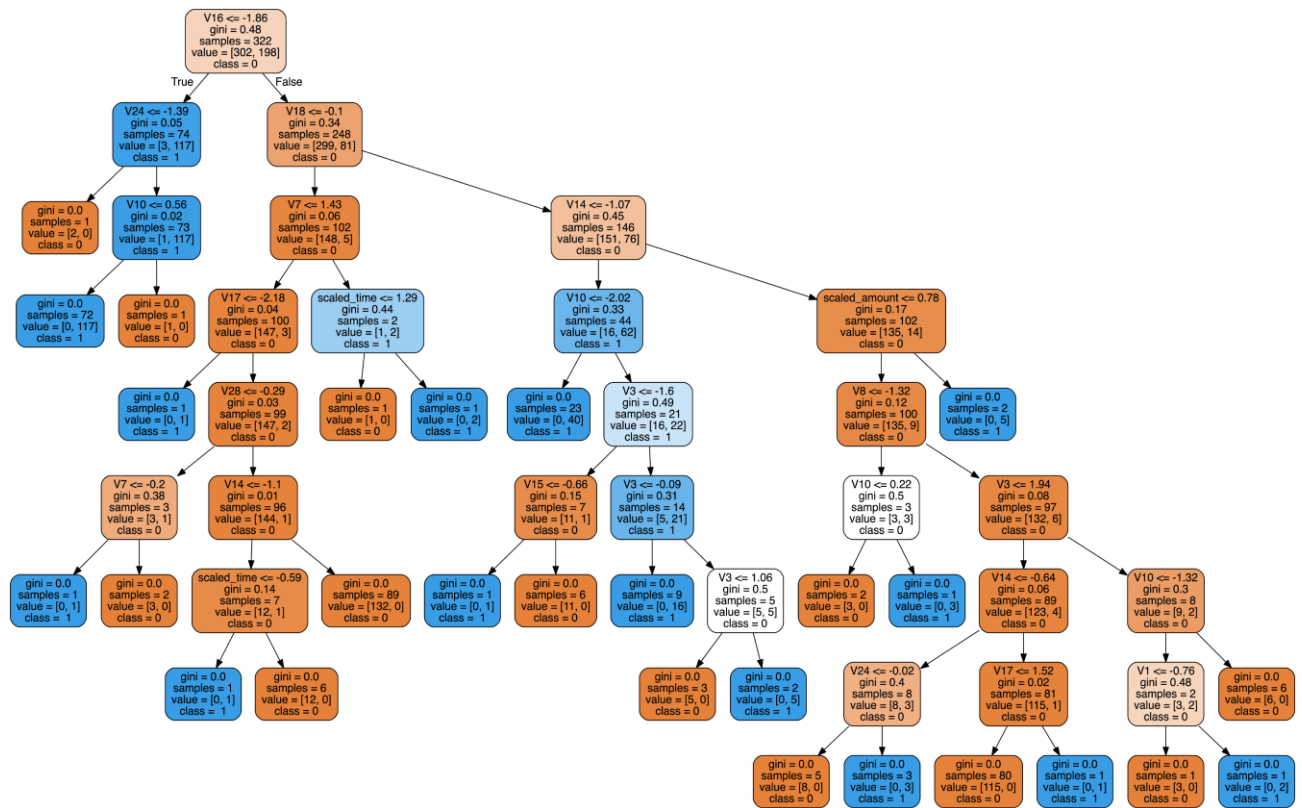 V16 <= -1.86
gini = 0.48
samples = 322
value = [302, 198]
class = 0
True
False
V24 <= -1.39
gini = 0.05
samples = 74
value = [3, 117]
class = 1
V18 <= -0.1
gini = 0.34
samples = 248
value = [299, 81]
class = 0
gini = 0.0
samples = 1
value = [2, 0]
class = 0
V10 <= 0.56
gini = 0.02
samples = 73
value = [1, 117]
class = 1
V7 <= 1.43
gini = 0.06
samples = 102
value = [148, 5]
class = 0
V14 <= -1.07
gini = 0.45
samples = 146
value = [151, 76]
class = 0
gini = 0.0
samples = 72
value = [0, 117]
class = 1
gini = 0.0
samples = 1
value = [1, 0]
class = 0
V17 <= -2.18
gini = 0.04
samples = 100
value = [147, 3]
class = 0
scaled_time <= 1.29
gini = 0.44
samples = 2
value = [1, 2]
class = 1
V10 <= -2.02
gini = 0.33
samples = 44
value = [16, 62]
class = 1
scaled_amount <= 0.78
gini = 0.17
samples = 102
value = [135, 14]
class = 0
gini = 0.0
samples = 1
value = [0, 1]
class = 1
V28 <= -0.29
gini = 0.03
samples = 99
value = [147, 2]
class = 0
gini = 0.0
samples = 1
value = [1, 0]
class = 0
gini = 0.0
samples = 1
value = [0, 2]
class = 1
gini = 0.0
samples = 23
value = [0, 40]
class = 1
V3 <= -1.6
gini = 0.49
samples = 21
value = [16, 22]
class = 1
V8 <= -1.32
gini = 0.12
samples = 100
value = [135, 9]
class = 0
gini = 0.0
samples = 2
value = [0, 5]
class = 1
V7 <= -0.2
gini = 0.38
samples = 3
value = [3, 1]
class = 0
V14 <= -1.1
gini = 0.01
samples = 96
value = [144, 1]
class = 0
V15 <= -0.66
gini = 0.15
samples = 7
value = [11, 1]
class = 0
V3 <= -0.09
gini = 0.31
samples = 14
value = [5, 21]
class = 1
V10 <= 0.22
gini = 0.5
samples = 3
value = [3, 3]
class = 0
V3 <= 1.94
gini = 0.08
samples = 97
value = [132, 6]
class = 0
gini = 0.0
samples = 1
value = [0, 1]
class = 1
gini = 0.0
samples = 2
value = [3, 0]
class = 0
scaled_time <= -0.59
gini = 0.14
samples = 7
value = [12, 1]
class = 0
gini = 0.0
samples = 89
value = [132, 0]
class = 0
gini = 0.0
samples = 1
value = [0, 1]
class = 1
gini = 0.0
samples = 6
value = [11, 0]
class = 0
gini = 0.0
samples = 9
value = [0, 16]
class = 1
V3 <= 1.06
gini = 0.5
samples = 5
value = [5, 5]
class = 0
gini = 0.0
samples = 2
value = [3, 0]
class = 0
gini = 0.0
samples = 1
value = [0, 3]
class = 1
V14 <= -0.64
gini = 0.06
samples = 89
value = [123, 4]
class = 0
V10 <= -1.32
gini = 0.3
samples = 8
value = [9, 2]
class = 0
gini = 0.0
samples = 1
value = [0, 1]
class = 1
gini = 0.0
samples = 6
value = [12, 0]
class = 0
gini = 0.0
samples = 3
value = [5, 0]
class = 0
gini = 0.0
samples = 2
value = [0, 5]
class = 1
V24 <= -0.02
gini = 0.4
samples = 8
value = [8, 3]
class = 0
V17 <= 1.52
gini = 0.02
samples = 81
value = [115, 1]
class = 0
V1 <= -0.76
gini = 0.48
samples = 2
value = [3, 2]
class = 0
gini = 0.0
samples = 6
value = [6, 0]
class = 0
gini = 0.0
samples = 5
value = [8, 0]
class = 0
gini = 0.0
samples = 3
value = [0, 3]
class = 1
gini = 0.0
samples = 80
value = [115, 0]
class = 0
gini = 0.0
samples = 1
value = [0, 1]
class = 1
gini = 0.0
samples = 1
value = [3, 0]
class = 0
gini = 0.0
samples = 1
value = [0, 2]
class = 1